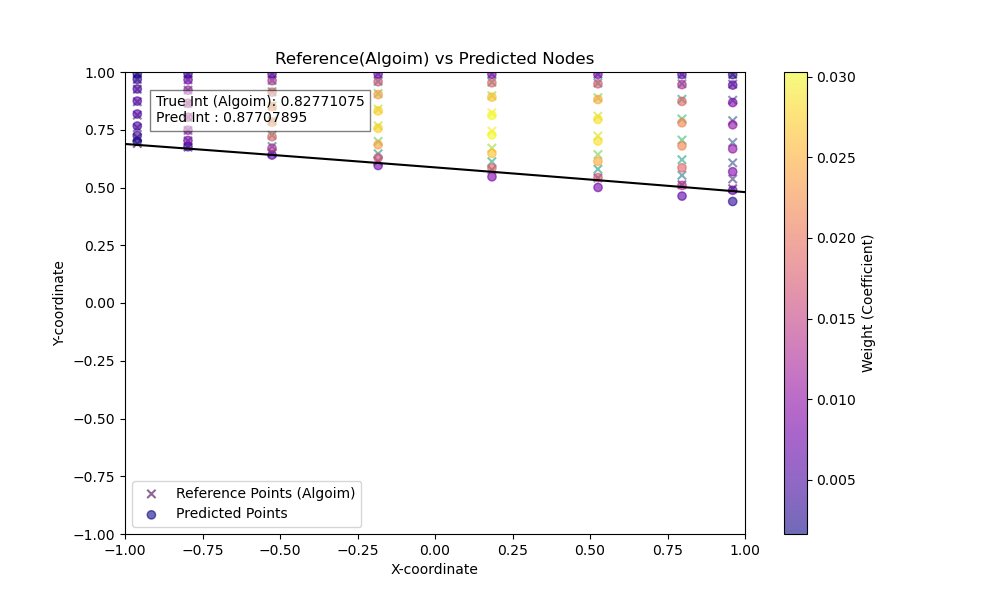 Reference(Algoim) vs Predicted Nodes
1.00
0.75
0.50
0.25
0.00
−0.25
−0.50
−0.75
−1.00
Y-coordinate
True Int (Algoim): 0.82771075
Pred Int : 0.87707895
Reference Points (Algoim)
Predicted Points
−1.00 −0.75 −0.50 −0.25 0.00 0.25 0.50 0.75 1.00
X-coordinate
0.030
0.025
0.020
0.015
0.010
0.005
Weight (Coefficient)